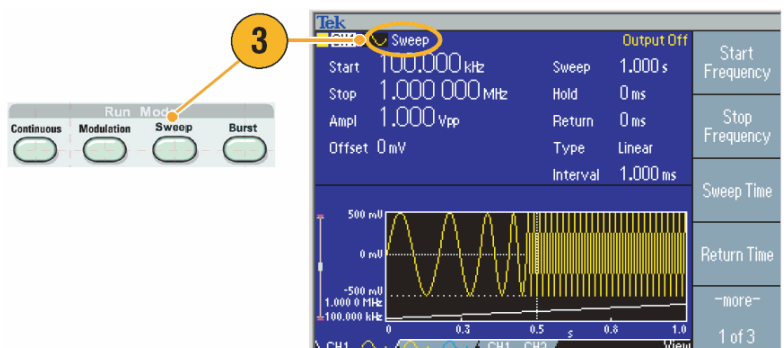 3
Run Mode
Continuous Modulation Sweep Burst
Tek
CH1 Sweep Output Off
Start 100.000 kHz Sweep 1.000 s
Stop 1.000 000 MHz Hold 0 ms
Ampl 1.000 Vpp Return 0 ms
Offset 0 mV Type Linear
Interval 1.000 ms
500 mV
0 mV
-500 mV
1.000 0 MHz
100.000 kHz
0 0.3 0.5 s 0.8 1.0
CH1 CH1 CH2 View
Start
Frequency
Stop
Frequency
Sweep Time
Return Time
-more-
1 of 3